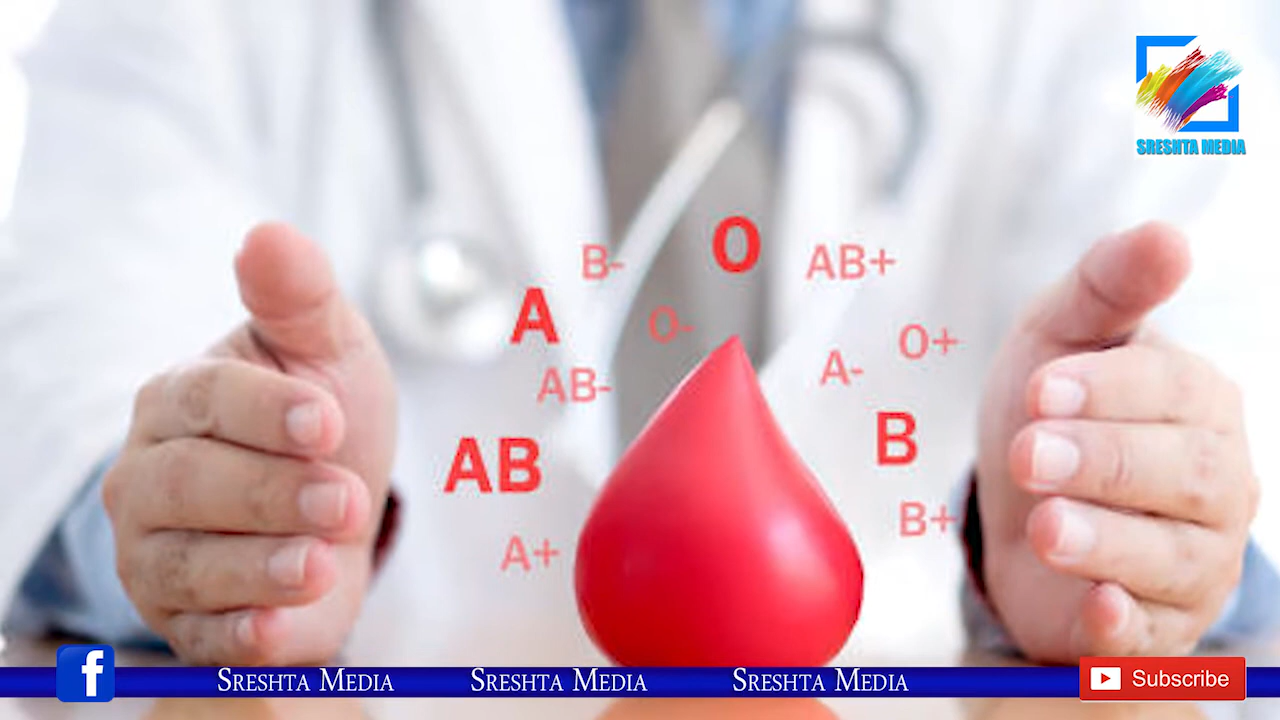 SRESHTA MEDIA
O
B-
AB+
A
O-
O+
A-
AB-
B
AB
B+
A+
f
SRESHTA MEDIA SRESHTA MEDIA SRESHTA MEDIA
Subscribe